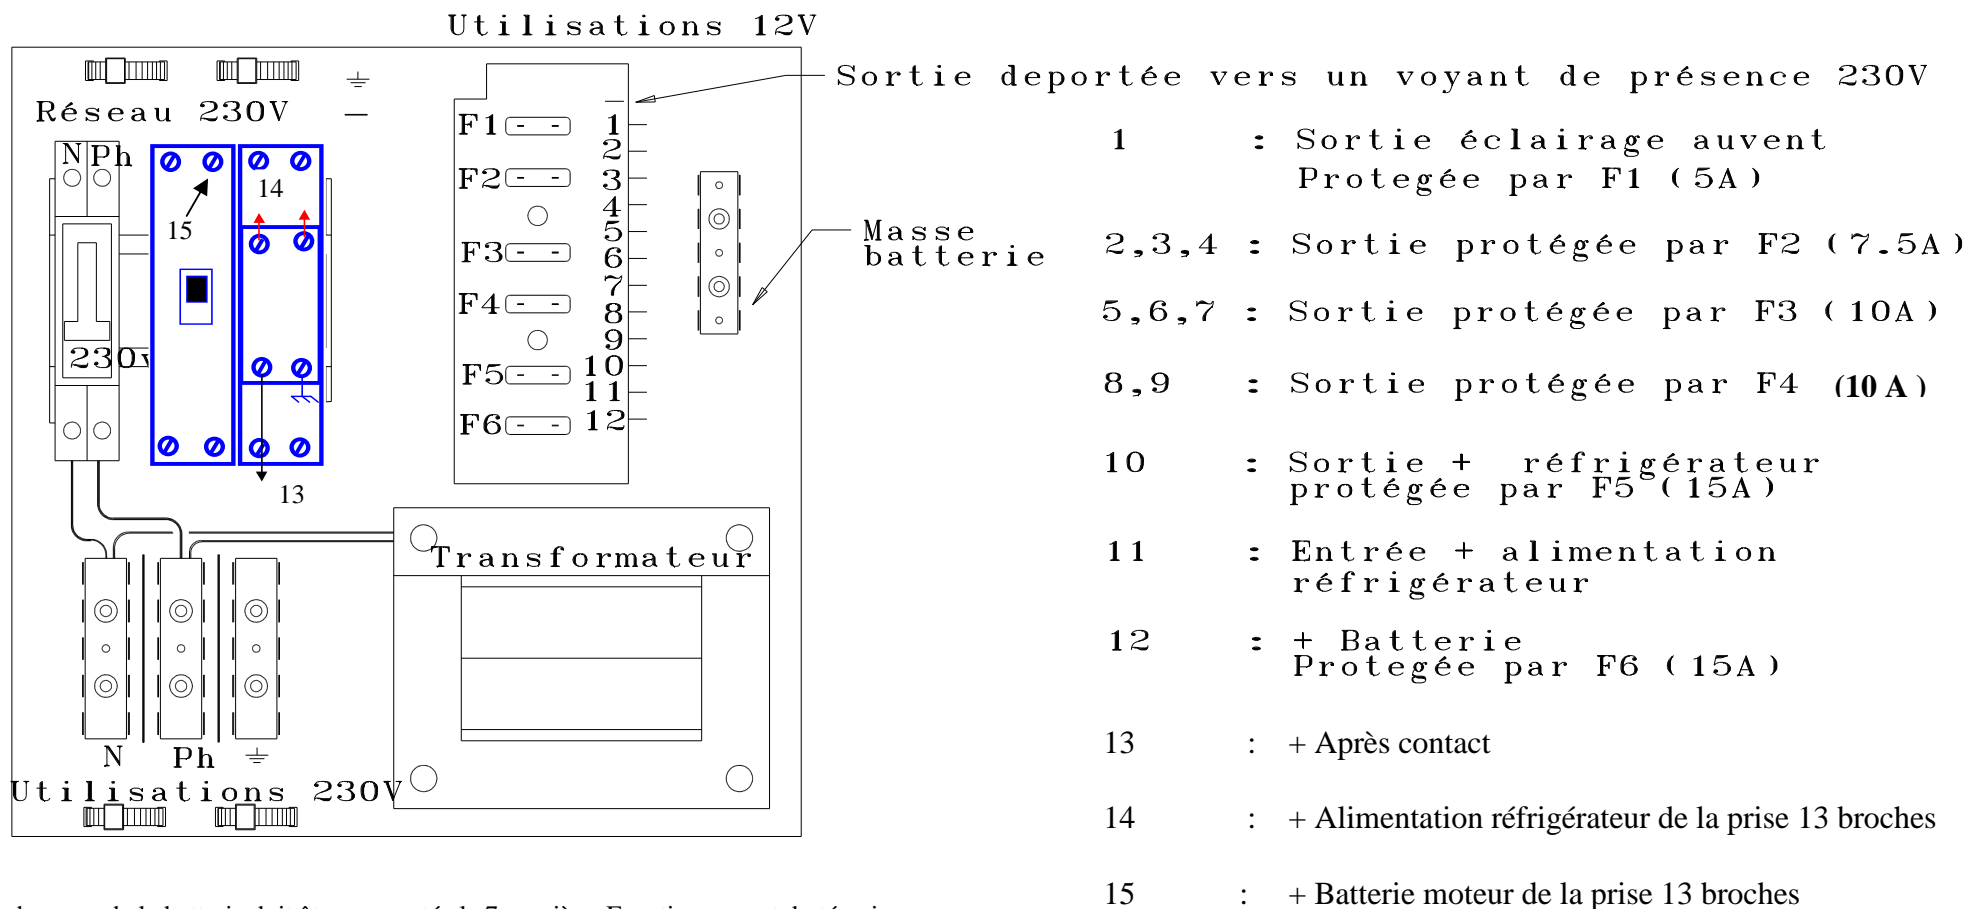 Utilisations 12V
Sortie deportée vers un voyant de présence 230V
Réseau 230V
N Ph
230v
15
14
13
F1
F2
F3
F4
F5
F6
1
2
3
4
5
6
7
8
9
10
11
12
Masse
batterie
Transformateur
N Ph
Utilisations 230V
1 : Sortie éclairage auvent
Protegée par F1 (5A)
2,3,4 : Sortie protégée par F2 (7.5A)
5,6,7 : Sortie protégée par F3 (10A)
8,9 : Sortie protégée par F4 (10 A)
10 : Sortie + réfrigérateur
protégée par F5 (15A)
11 : Entrée + alimentation
réfrigérateur
12 : + Batterie
Protegée par F6 (15A)
13 : + Après contact
14 : + Alimentation réfrigérateur de la prise 13 broches
15 : + Batterie moteur de la prise 13 broches